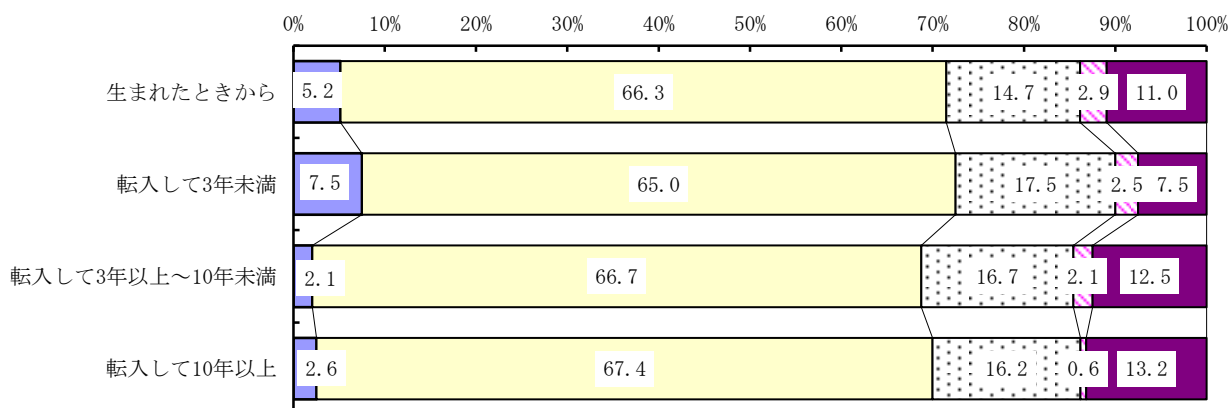 0% 10% 20% 30% 40% 50% 60% 70% 80% 90% 100%
生まれたときから 5.2 66.3 14.7 2.9 11.0
転入して3年未満 7.5 65.0 17.5 2.5 7.5
転入して3年以上～10年未満 2.1 66.7 16.7 2.1 12.5
転入して10年以上 2.6 67.4 16.2 0.6 13.2